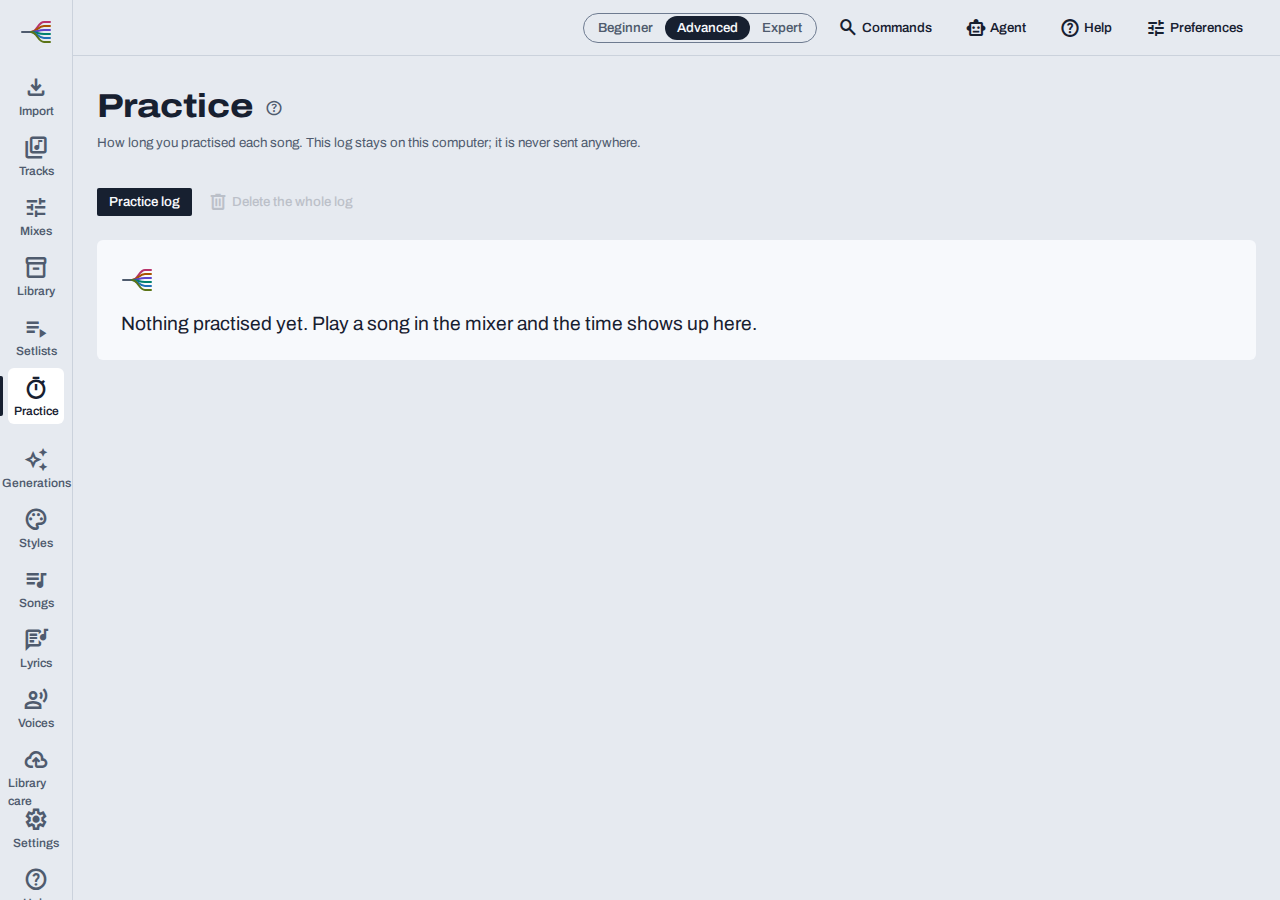 Beginner Advanced Expert Commands Agent Help Preferences
Import
Tracks
Mixes
Library
Setlists
Practice
Generations
Styles
Songs
Lyrics
Voices
Library
care
Settings
Practice
How long you practised each song. This log stays on this computer; it is never sent anywhere.
Practice log Delete the whole log
Nothing practised yet. Play a song in the mixer and the time shows up here.